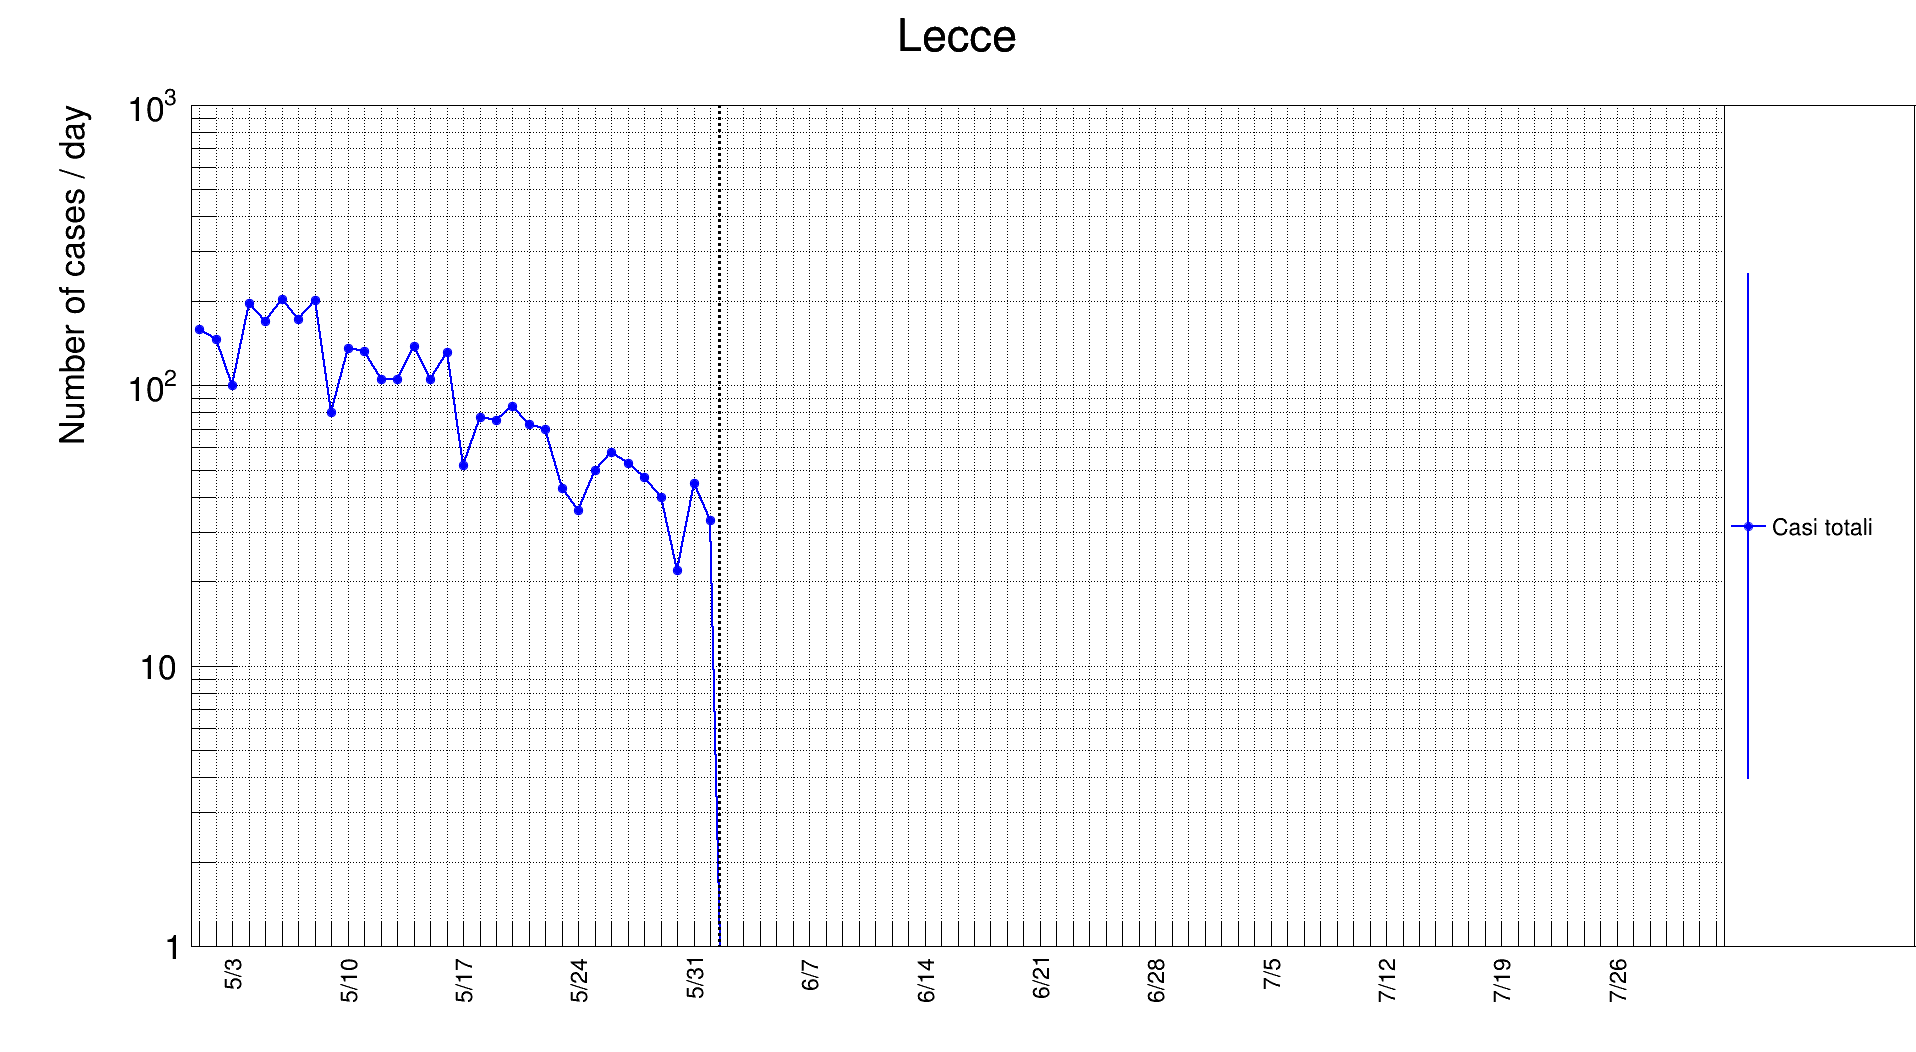 Lecce
Number of cases / day
10³
10²
10
1
5/3 5/10 5/17 5/24 5/31 6/7 6/14 6/21 6/28 7/5 7/12 7/19 7/26
Casi totali